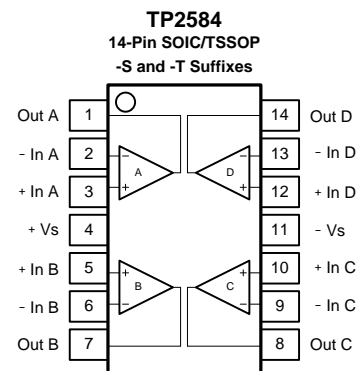 TP2584
14-Pin SOIC/TSSOP
-S and -T Suffixes
Out A 1 14 Out D
- In A 2 - - 13 - In D
+ In A 3 + A D + 12 + In D
+ Vs 4 11 - Vs
+ In B 5 + + 10 + In C
- In B 6 - B C - 9 - In C
Out B 7 8 Out C